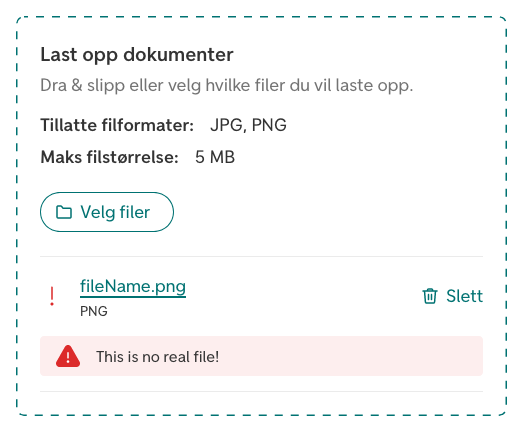 Last opp dokumenter
Dra & slipp eller velg hvilke filer du vil laste opp.
Tillatte filformater: JPG, PNG
Maks filstørrelse: 5 MB
Velg filer
fileName.png
PNG
Slett
This is no real file!